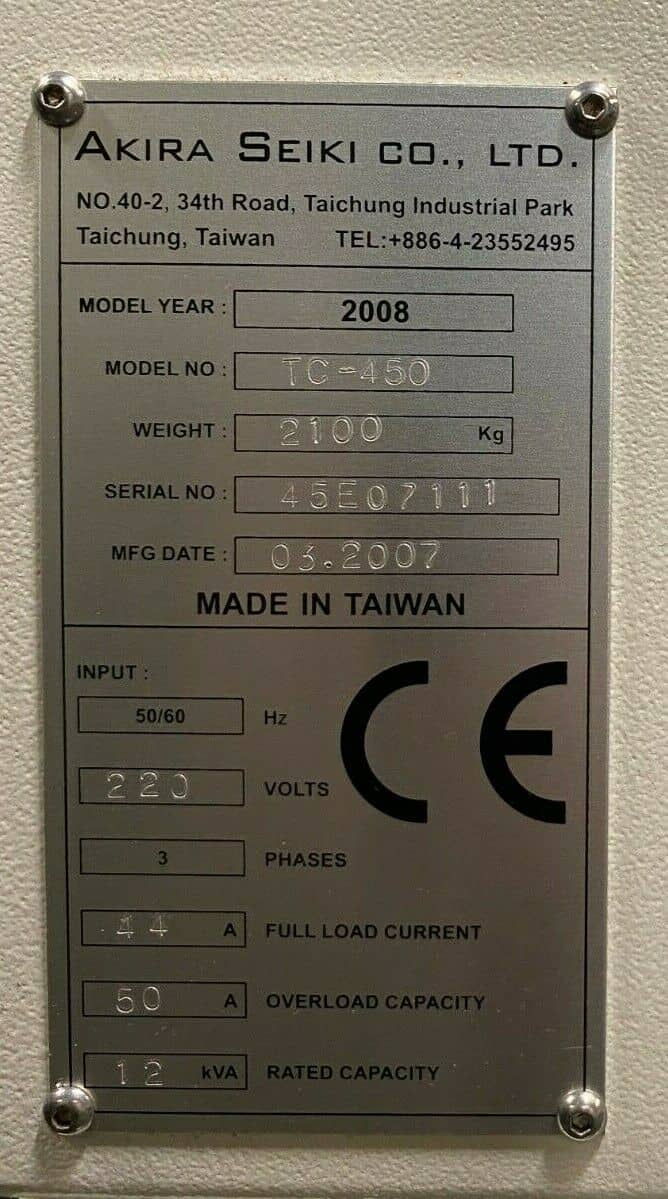 AKIRA SEIKI CO., LTD.
NO.40-2, 34th Road, Taichung Industrial Park
Taichung, Taiwan TEL:+886-4-23552495
MODEL YEAR : 2008
MODEL NO : TC-450
WEIGHT : 2100 Kg
SERIAL NO : 45E07111
MFG DATE : 03.2007
MADE IN TAIWAN
INPUT :
50/60 Hz
CE
220 VOLTS
3 PHASES
44 A FULL LOAD CURRENT
50 A OVERLOAD CAPACITY
12 kVA RATED CAPACITY